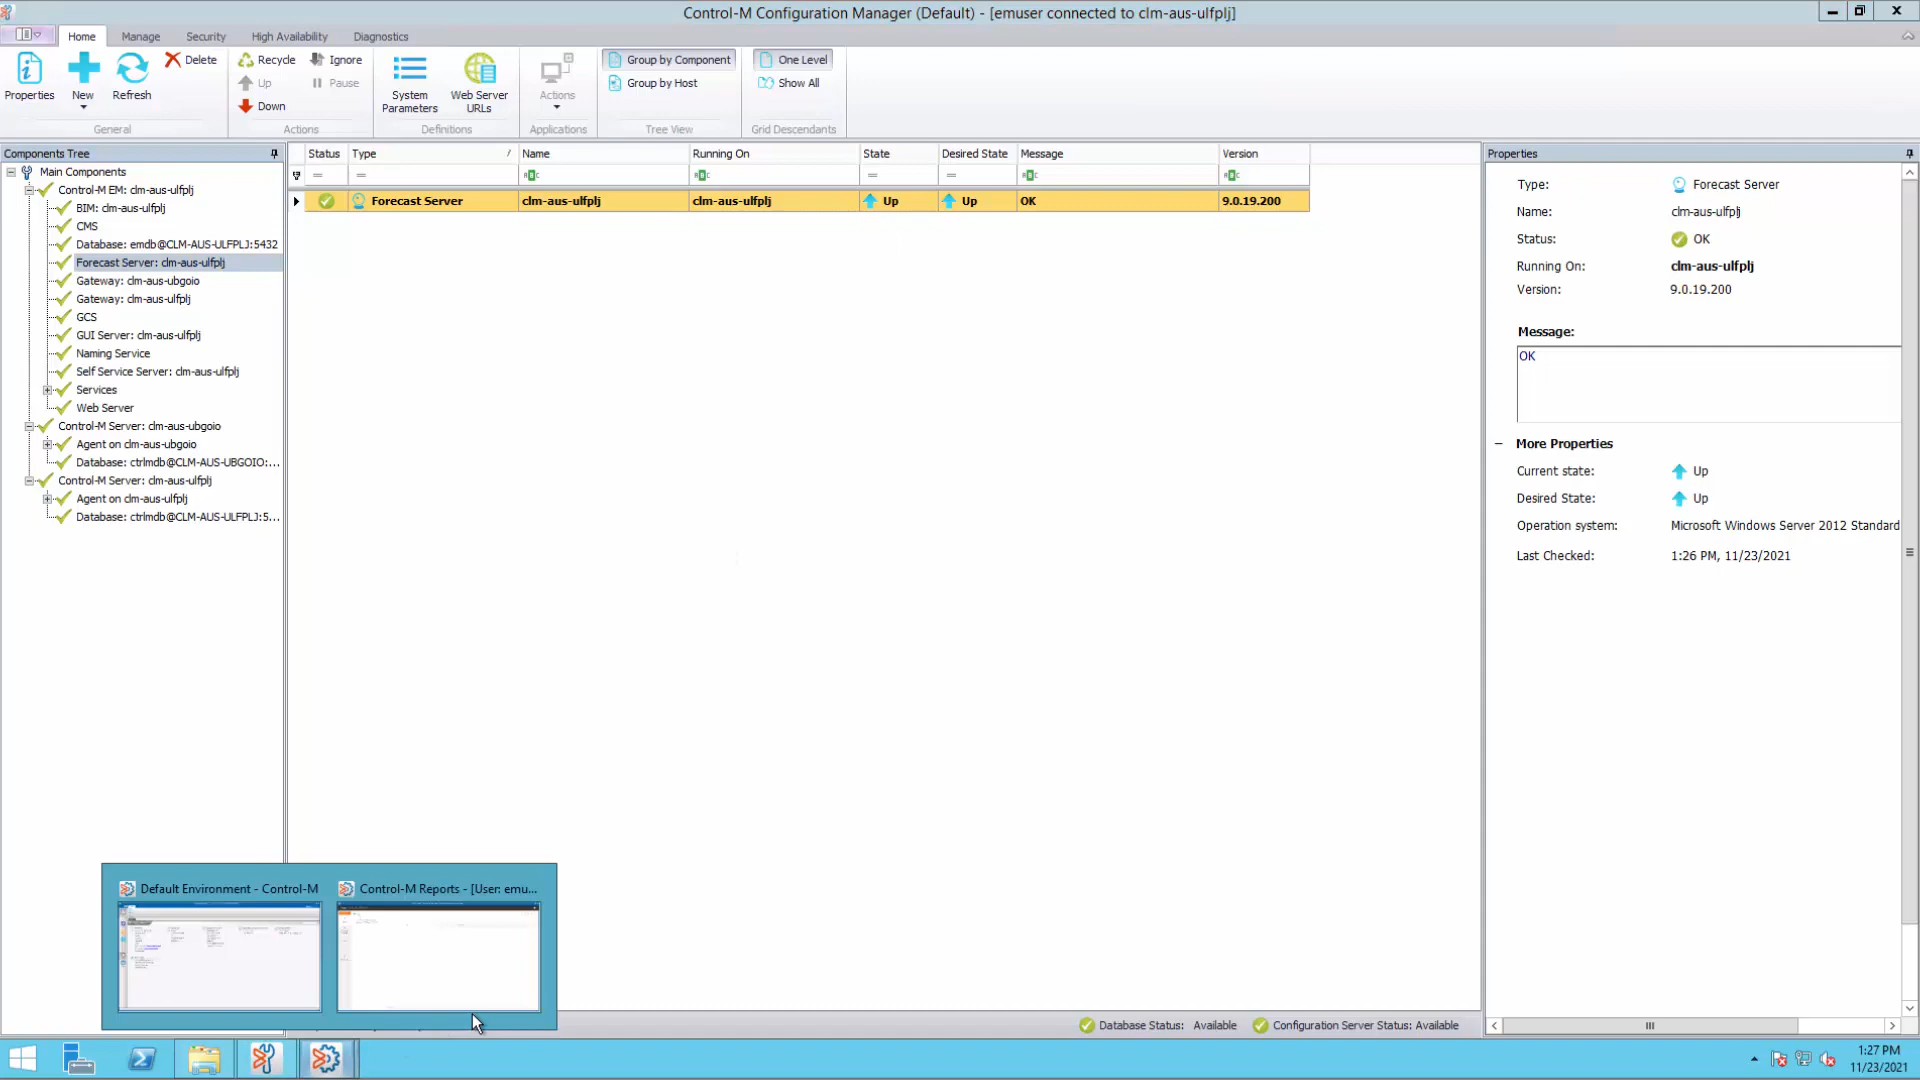 Control-M Configuration Manager (Default) - [emuser connected to clm-aus-ulfplj]
Home Manage Security High Availability Diagnostics
Properties
New
Refresh
Delete
General
Recycle
Up
Down
Ignore
Pause
Actions
System Parameters
Web Server URLs
Definitions
Actions
Applications
Group by Component
Group by Host
Tree View
One Level
Show All
Grid Descendants
Components Tree
Main Components
Control-M EM: clm-aus-ulfplj
BIM: clm-aus-ulfplj
CMS
Database: emdb@CLM-AUS-ULFPLJ:5432
Forecast Server: clm-aus-ulfplj
Gateway: clm-aus-ubgoio
Gateway: clm-aus-ulfplj
GCS
GUI Server: clm-aus-ulfplj
Naming Service
Self Service Server: clm-aus-ulfplj
Services
Web Server
Control-M Server: clm-aus-ubgoio
Agent on clm-aus-ubgoio
Database: ctrlmdb@CLM-AUS-UBGOIO:...
Control-M Server: clm-aus-ulfplj
Agent on clm-aus-ulfplj
Database: ctrlmdb@CLM-AUS-ULFPLJ:5...
Status Type Name Running On State Desired State Message Version
Forecast Server clm-aus-ulfplj clm-aus-ulfplj Up Up OK 9.0.19.200
Properties
Type: Forecast Server
Name: clm-aus-ulfplj
Status: OK
Running On: clm-aus-ulfplj
Version: 9.0.19.200
Message:
OK
More Properties
Current state: Up
Desired State: Up
Operation system: Microsoft Windows Server 2012 Standard
Last Checked: 1:26 PM, 11/23/2021
Default Environment - Control-M
Control-M Reports - [User: emu...
Database Status: Available
Configuration Server Status: Available
1:27 PM
11/23/2021